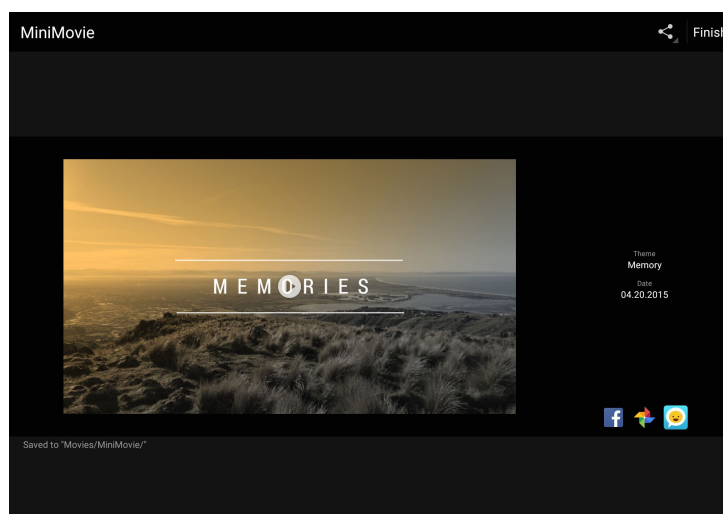 MiniMovie
Finish
MEMORIES
Theme
Memory
Date
04.20.2015
Saved to "Movies/MiniMovie/"